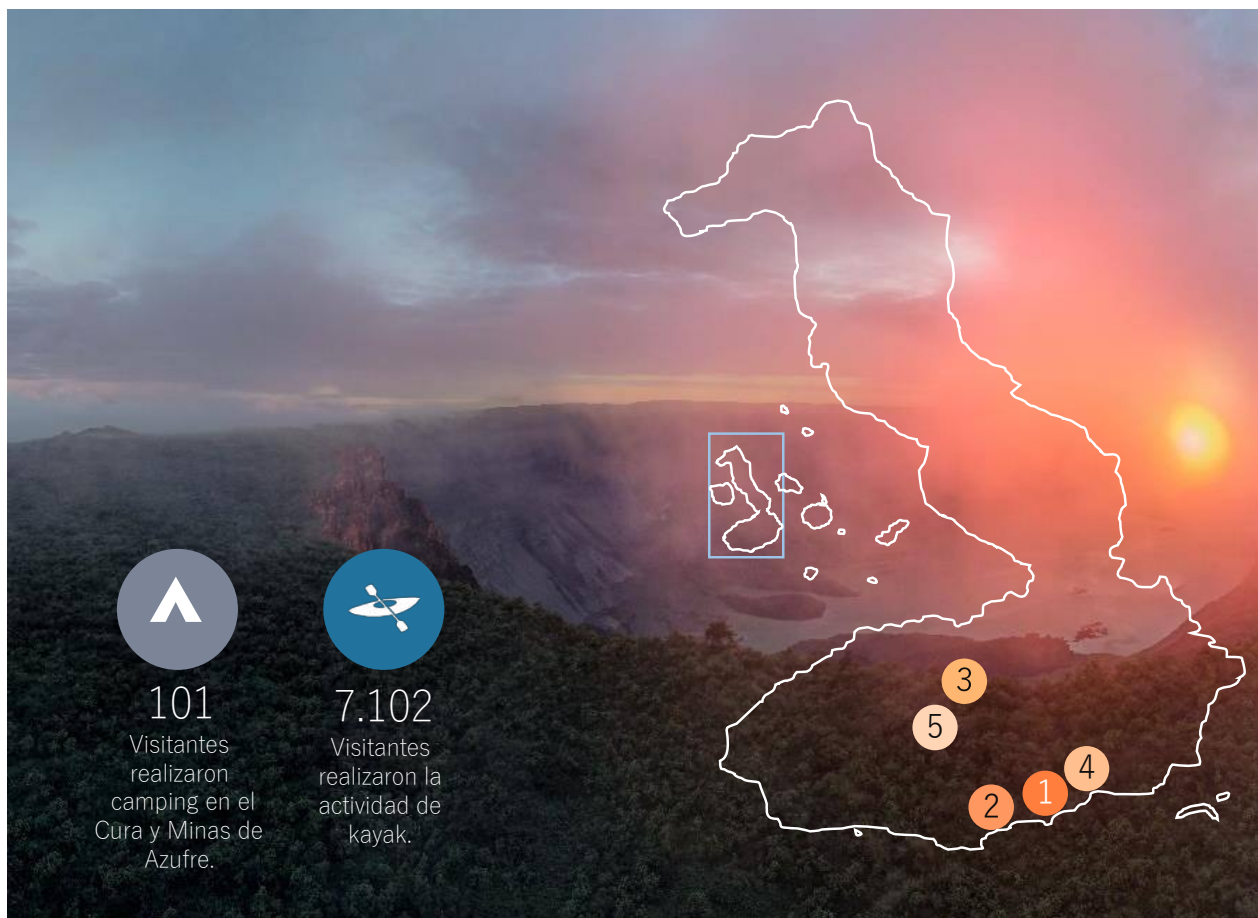 101
Visitantes
realizaron
camping en el
Cura y Minas de
Azufre.
7.102
Visitantes
realizaron la
actividad de
kayak.
3
5
4
1
2